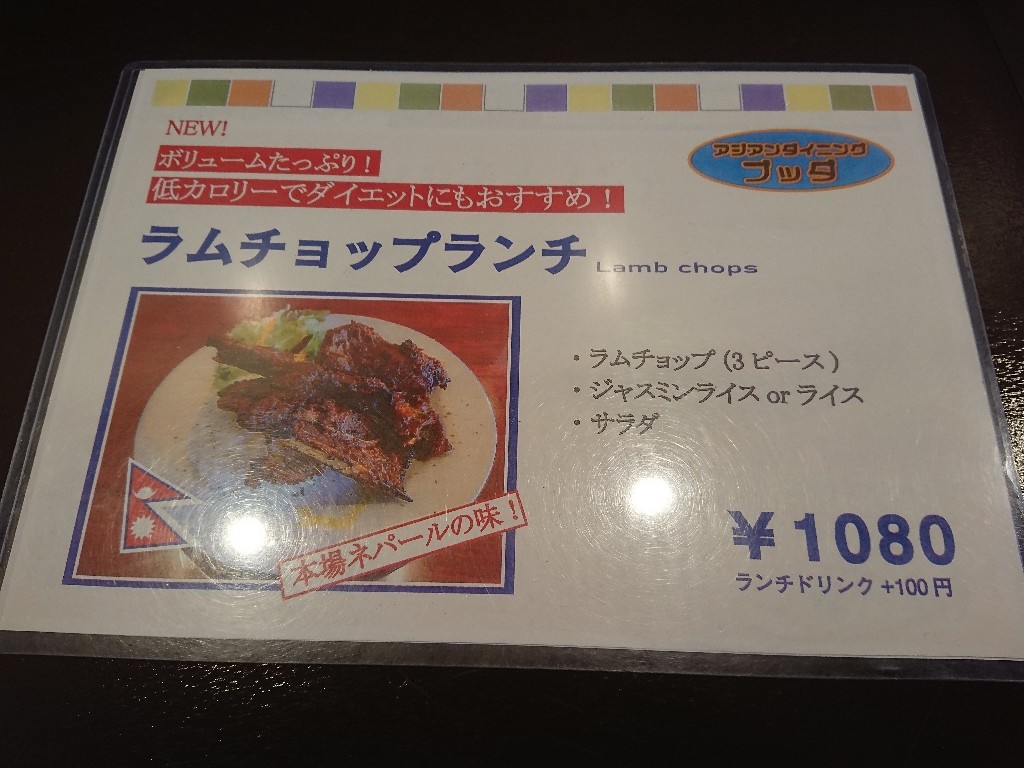 NEW!
ボリュームたっぷり！
低カロリーでダイエットにもおすすめ！
アジアンダイニング
ブッダ
ラムチョップランチ Lamb chops
・ラムチョップ (3ピース)
・ジャスミンライス or ライス
・サラダ
本場ネパールの味！
¥1080
ランチドリンク +100円